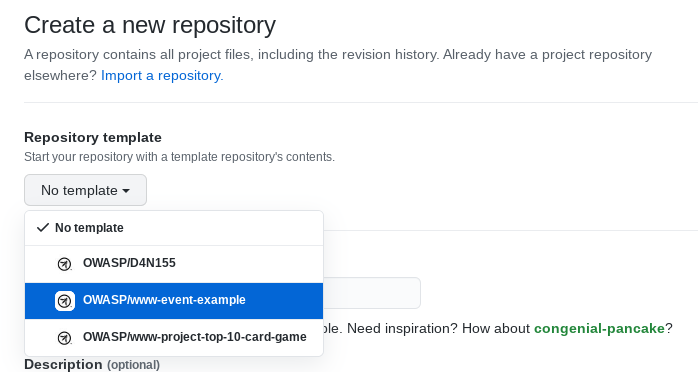 Create a new repository
A repository contains all project files, including the revision history. Already have a project repository
elsewhere? Import a repository.
Repository template
Start your repository with a template repository's contents.
No template
No template
OWASP/D4N155
OWASP/www-event-example
OWASP/www-project-top-10-card-game
ble. Need inspiration? How about congenial-pancake?
Description (optional)